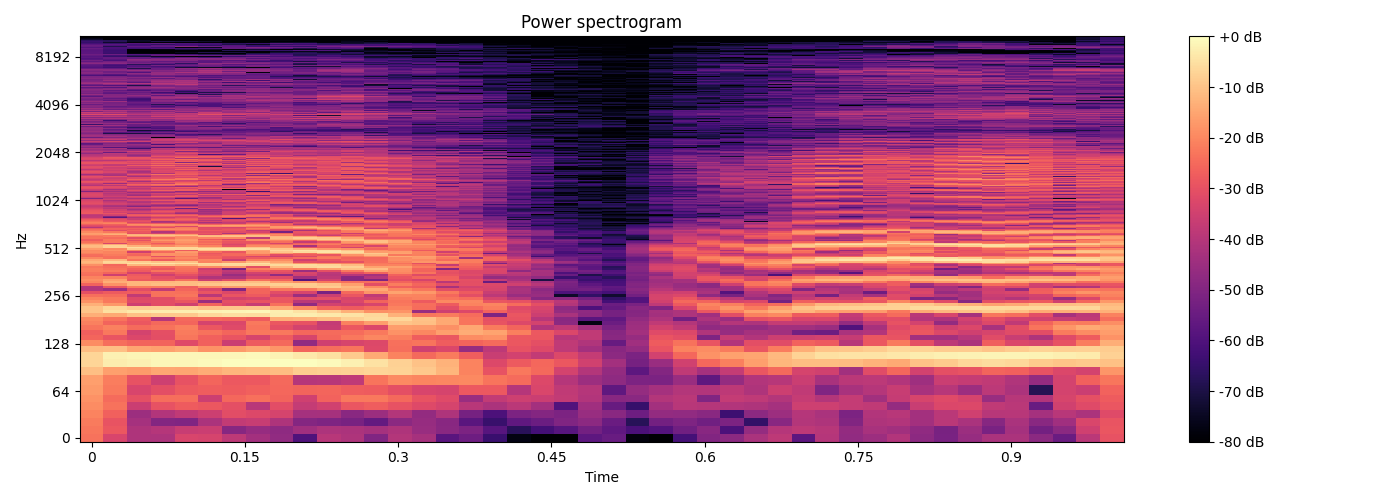 Power spectrogram
Hz
8192
4096
2048
1024
512
256
128
64
0
0 0.15 0.3 0.45 0.6 0.75 0.9
Time
+0 dB
-10 dB
-20 dB
-30 dB
-40 dB
-50 dB
-60 dB
-70 dB
-80 dB